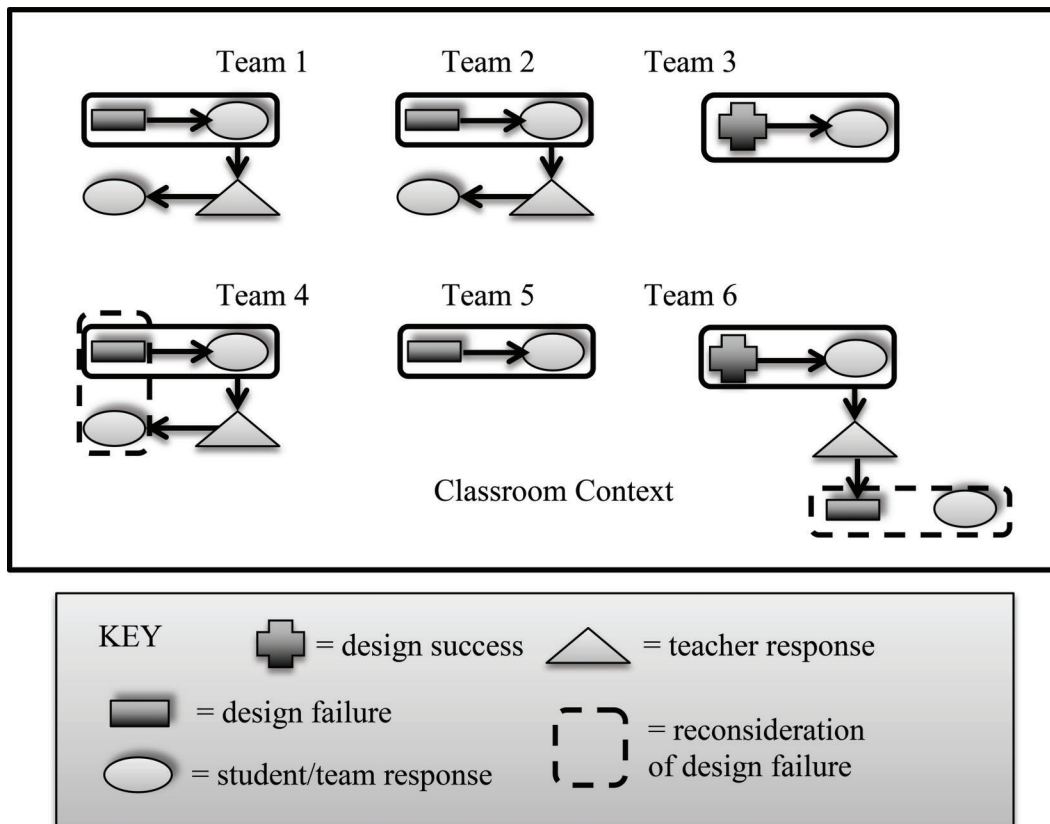 Team 1
Team 2
Team 3
Team 4
Team 5
Team 6
Classroom Context
KEY
= design success
= teacher response
= design failure
= reconsideration
of design failure
= student/team response